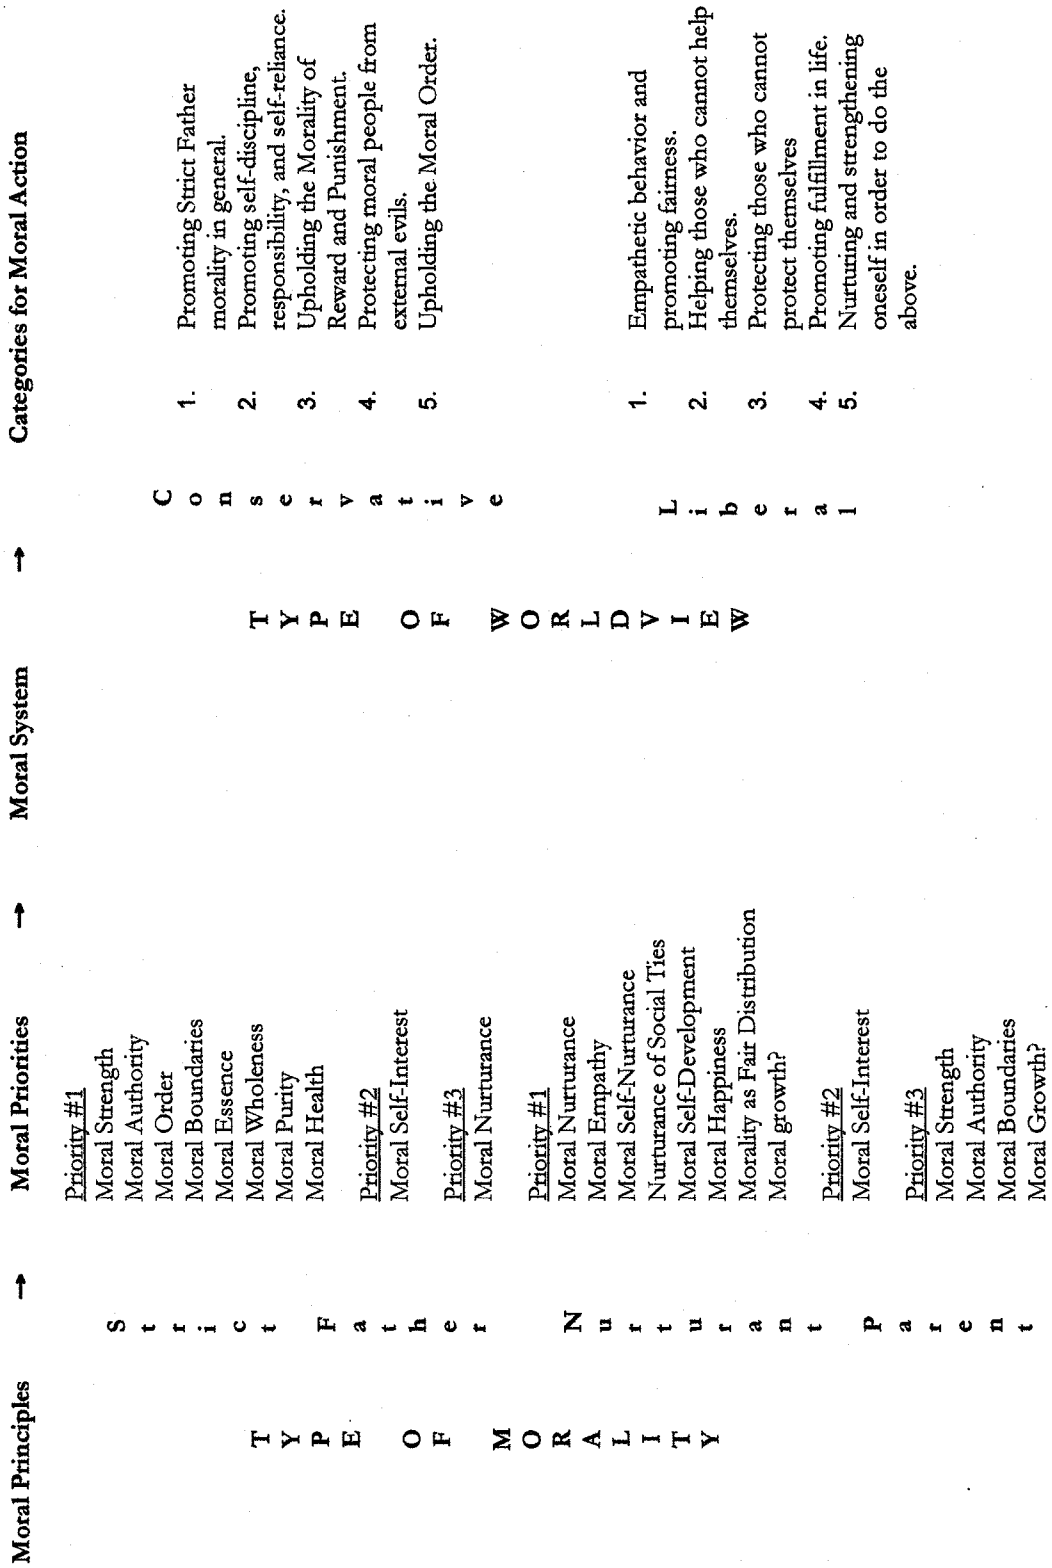 Moral Principles → Moral Priorities → Moral System → Categories for Moral Action
TYPE OF MORALITY
Strict Father
Priority #1
Moral Strength
Moral Authority
Moral Order
Moral Boundaries
Moral Essence
Moral Wholeness
Moral Purity
Moral Health
Priority #2
Moral Self-Interest
Priority #3
Moral Nurturance
Nurturant Parent
Priority #1
Moral Nurturance
Moral Empathy
Moral Self-Nurturance
Nurturance of Social Ties
Moral Self-Development
Moral Happiness
Morality as Fair Distribution
Moral growth?
Priority #2
Moral Self-Interest
Priority #3
Moral Strength
Moral Authority
Moral Boundaries
Moral Growth?
TYPE OF WORLDVIEW
Conservative
1. Promoting Strict Father
morality in general.
2. Promoting self-discipline,
responsibility, and self-reliance.
3. Upholding the Morality of
Reward and Punishment.
4. Protecting moral people from
external evils.
5. Upholding the Moral Order.
Liberal
1. Empathetic behavior and
promoting fairness.
2. Helping those who cannot help
themselves.
3. Protecting those who cannot
protect themselves
4. Promoting fulfillment in life.
5. Nurturing and strengthening
oneself in order to do the
above.